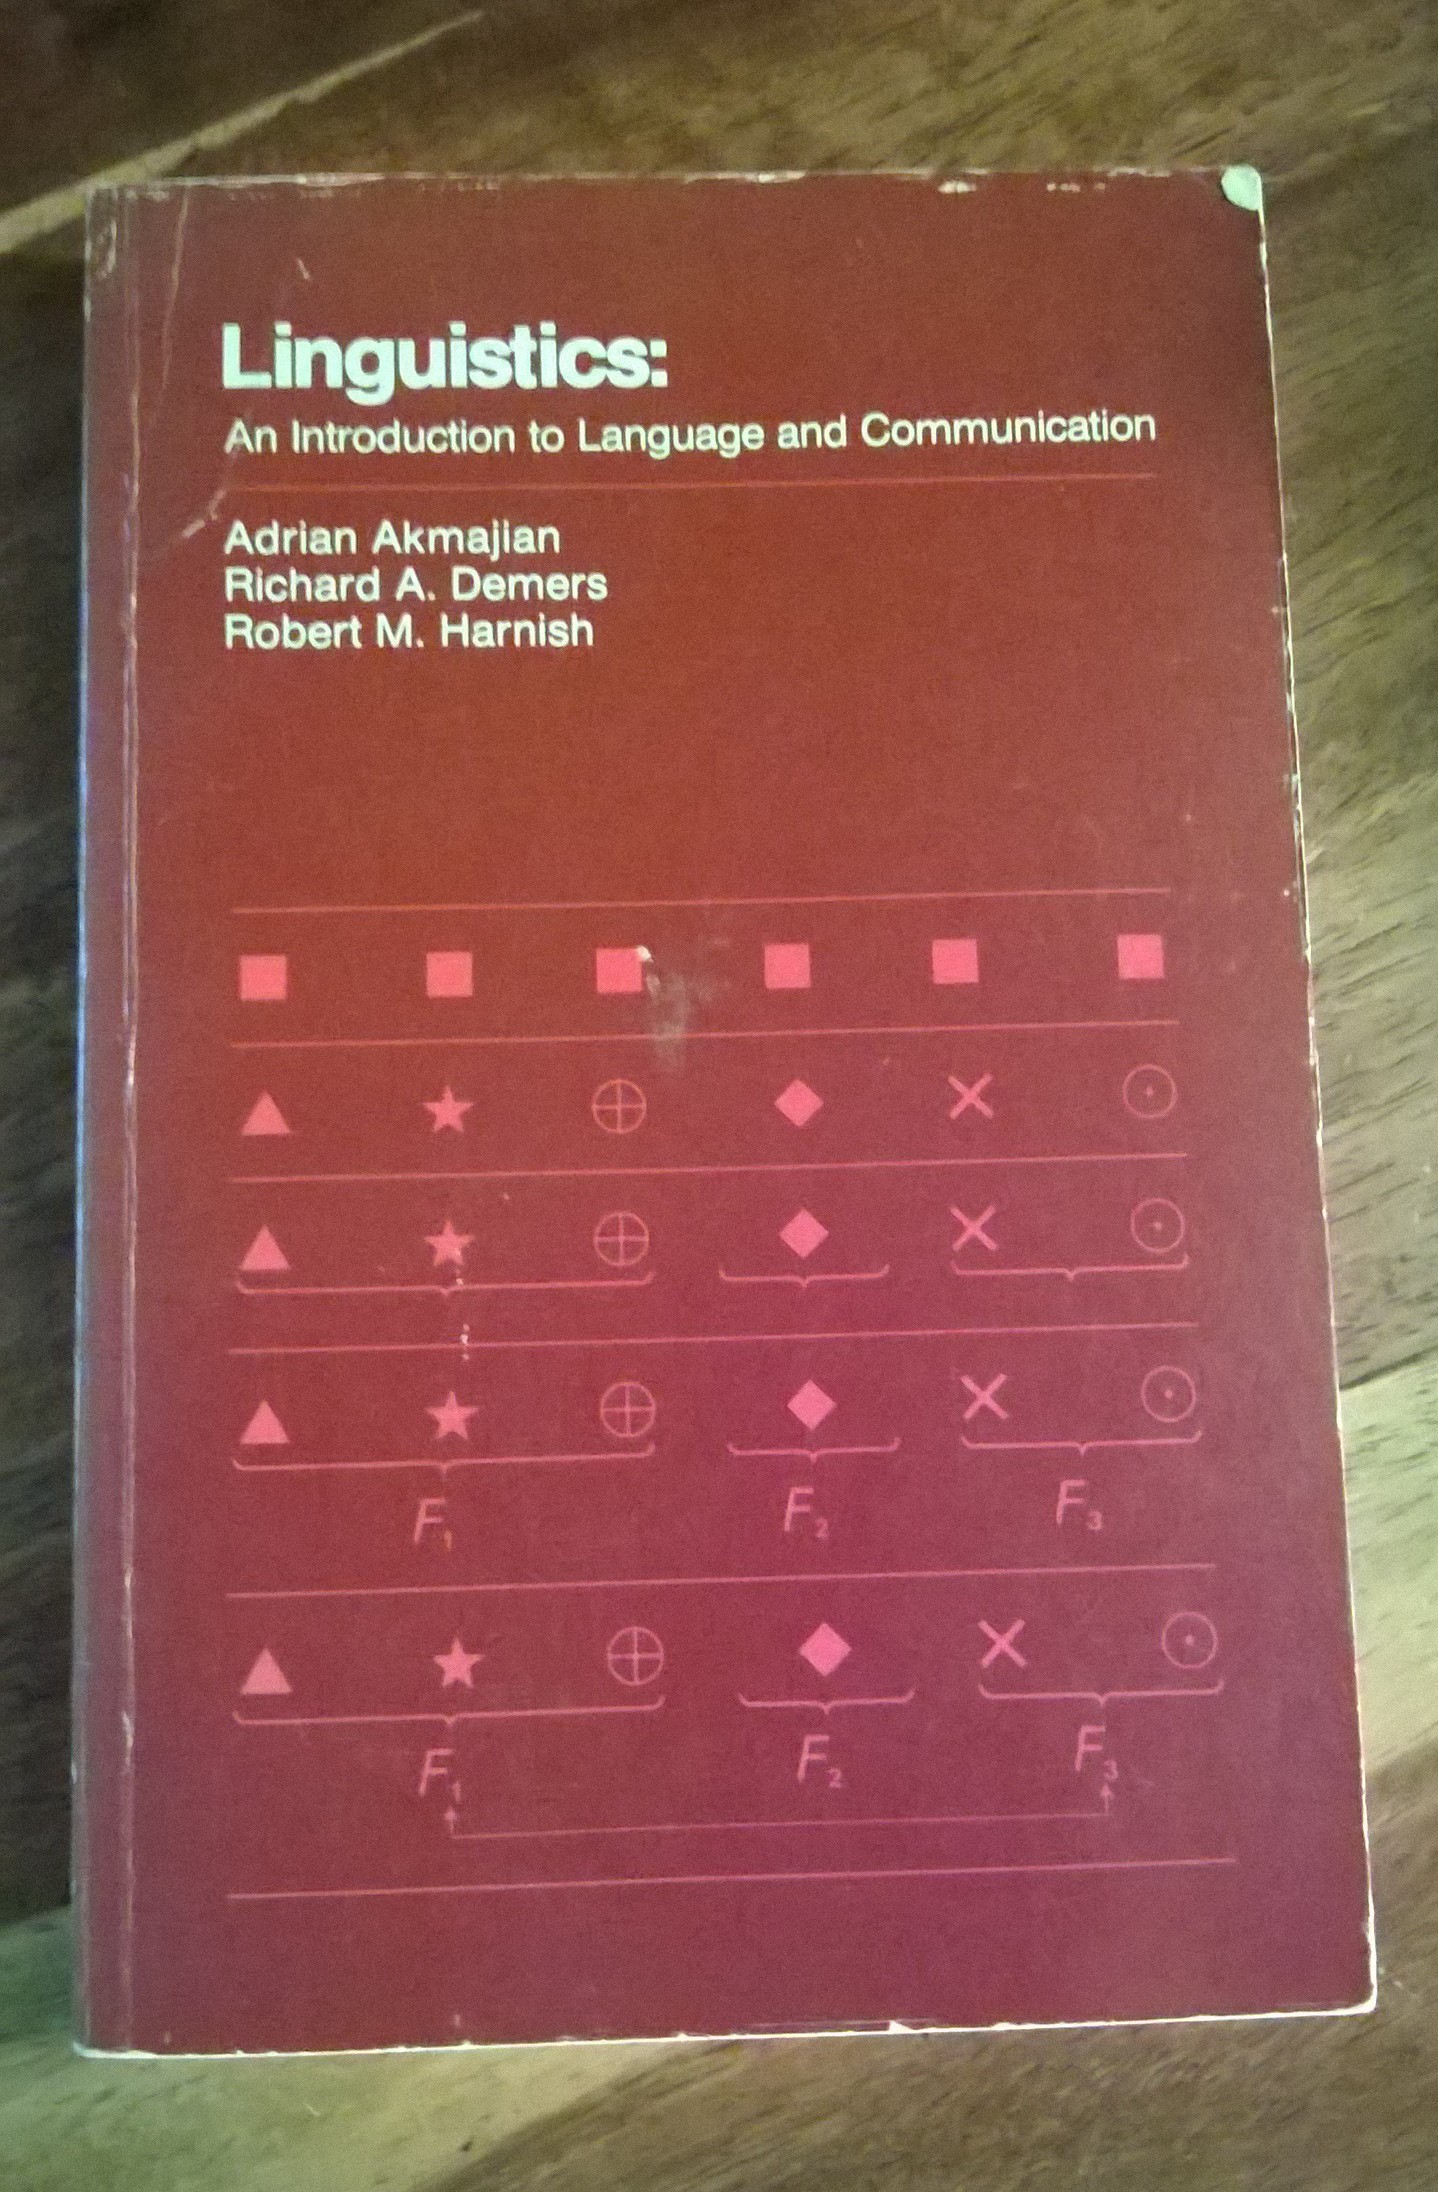 Linguistics:
An Introduction to Language and Communication
Adrian Akmajian
Richard A. Demers
Robert M. Harnish
F₁ F₂ F₃
F₁ F₂ F₃